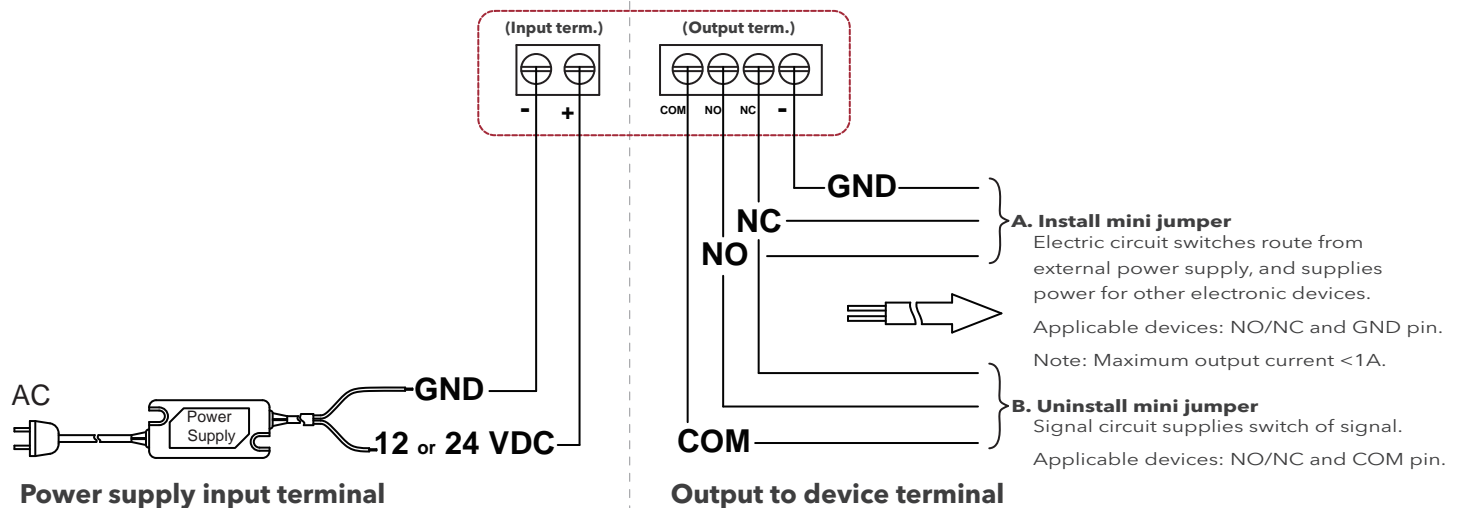 (Input term.)
(Output term.)
- +
COM NO NC -
GND
NC
NO
A. Install mini jumper
Electric circuit switches route from
external power supply, and supplies
power for other electronic devices.
Applicable devices: NO/NC and GND pin.
Note: Maximum output current <1A.
AC
Power
Supply
GND
12 or 24 VDC
COM
B. Uninstall mini jumper
Signal circuit supplies switch of signal.
Applicable devices: NO/NC and COM pin.
Power supply input terminal
Output to device terminal